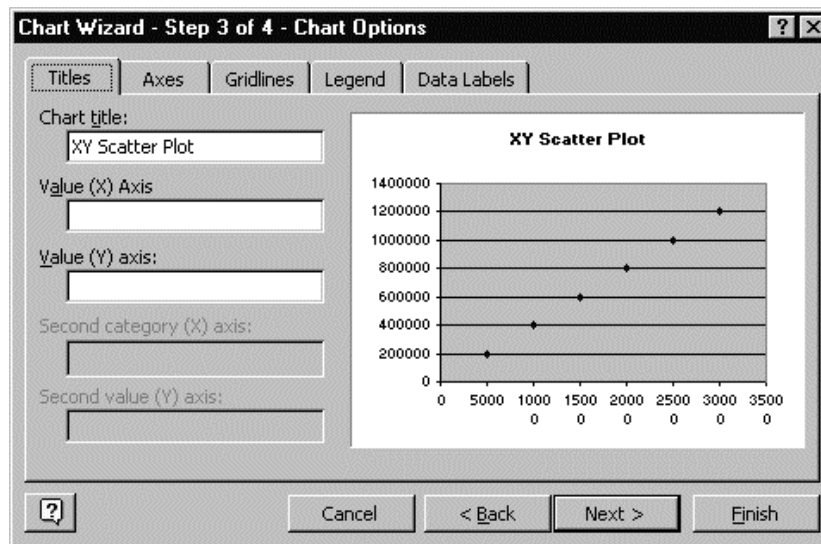 Chart Wizard - Step 3 of 4 - Chart Options
Titles Axes Gridlines Legend Data Labels
Chart title:
XY Scatter Plot
Value (X) Axis
Value (Y) axis:
Second category (X) axis:
Second value (Y) axis:
XY Scatter Plot
1400000
1200000
1000000
800000
600000
400000
200000
0
0 5000 1000 1500 2000 2500 3000 3500
0 0 0 0 0 0
Cancel < Back Next > Finish